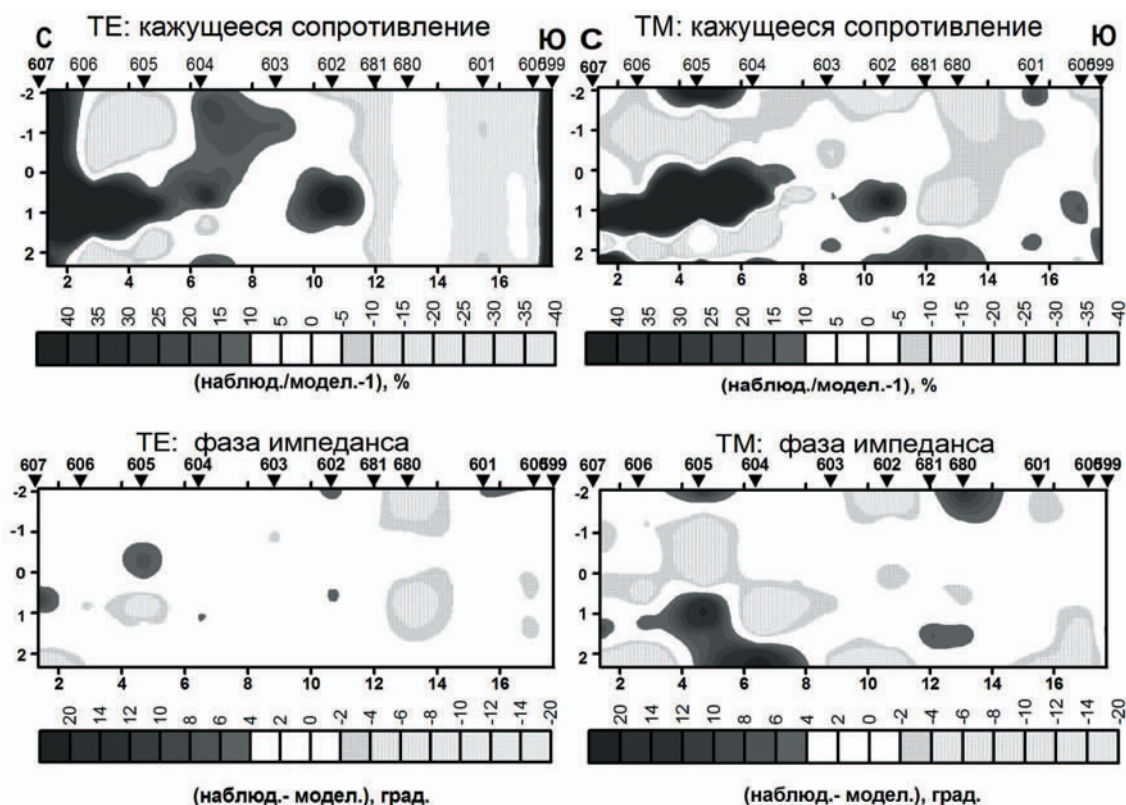 ТЕ: кажущееся сопротивление
С Ю
607 606 605 604 603 602 681 680 601 606 599
-2
-1
0
1
2
2 4 6 8 10 12 14 16
40 35 30 25 20 15 10 5 0 -5 -10 -15 -20 -25 -30 -35 -40
(наблюд./модел.-1), %
ТМ: кажущееся сопротивление
С Ю
607 606 605 604 603 602 681 680 601 606 599
-2
-1
0
1
2
2 4 6 8 10 12 14 16
40 35 30 25 20 15 10 5 0 -5 -10 -15 -20 -25 -30 -35 -40
(наблюд./модел.-1), %
ТЕ: фаза импеданса
607 606 605 604 603 602 681 680 601 606 599
-2
-1
0
1
2
2 4 6 8 10 12 14 16
20 14 12 10 8 6 4 2 0 -2 -4 -6 -8 -10 -12 -14 -20
(наблюд.- модел.), град.
ТМ: фаза импеданса
607 606 605 604 603 602 681 680 601 606 599
-2
-1
0
1
2
2 4 6 8 10 12 14 16
20 14 12 10 8 6 4 2 0 -2 -4 -6 -8 -10 -12 -14 -20
(наблюд.- модел.), град.